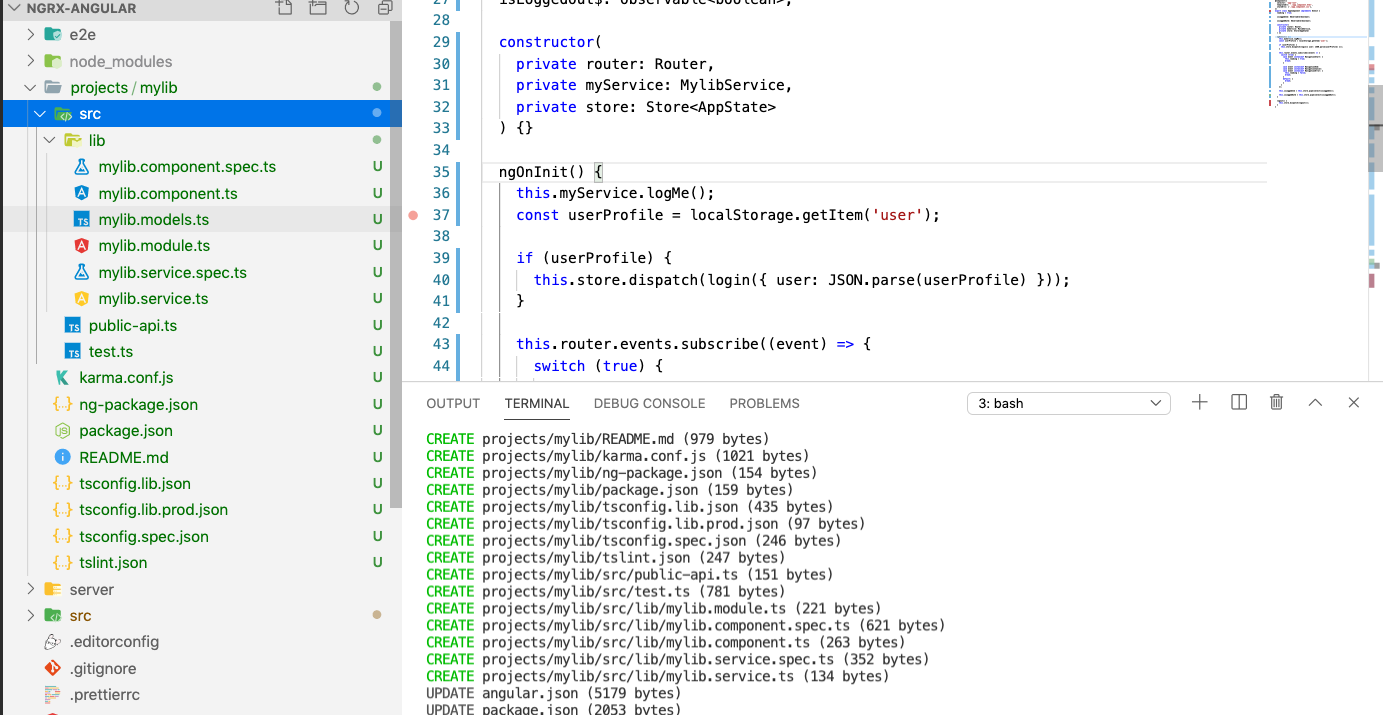 NGRX-ANGULAR
e2e
node_modules
projects / mylib
src
lib
mylib.component.spec.ts U
mylib.component.ts U
TS mylib.models.ts U
mylib.module.ts U
mylib.service.spec.ts U
mylib.service.ts U
TS public-api.ts U
TS test.ts U
karma.conf.js U
{..} ng-package.json U
package.json U
README.md U
{..} tsconfig.lib.json U
{..} tsconfig.lib.prod.json U
{..} tsconfig.spec.json U
{..} tslint.json U
server
src
.editorconfig
.gitignore
.prettierrc
27 isLoggedOut$: Observable<boolean>;
28
29 constructor(
30 private router: Router,
31 private myService: MylibService,
32 private store: Store<AppState>
33 ) {}
34
35 ngOnInit() {
36 this.myService.logMe();
37 const userProfile = localStorage.getItem('user');
38
39 if (userProfile) {
40 this.store.dispatch(login({ user: JSON.parse(userProfile) }));
41 }
42
43 this.router.events.subscribe((event) => {
44 switch (true) {
OUTPUT TERMINAL DEBUG CONSOLE PROBLEMS 3: bash
CREATE projects/mylib/README.md (979 bytes)
CREATE projects/mylib/karma.conf.js (1021 bytes)
CREATE projects/mylib/ng-package.json (154 bytes)
CREATE projects/mylib/package.json (159 bytes)
CREATE projects/mylib/tsconfig.lib.json (435 bytes)
CREATE projects/mylib/tsconfig.lib.prod.json (97 bytes)
CREATE projects/mylib/tsconfig.spec.json (246 bytes)
CREATE projects/mylib/tslint.json (247 bytes)
CREATE projects/mylib/src/public-api.ts (151 bytes)
CREATE projects/mylib/src/test.ts (781 bytes)
CREATE projects/mylib/src/lib/mylib.module.ts (221 bytes)
CREATE projects/mylib/src/lib/mylib.component.spec.ts (621 bytes)
CREATE projects/mylib/src/lib/mylib.component.ts (263 bytes)
CREATE projects/mylib/src/lib/mylib.service.spec.ts (352 bytes)
CREATE projects/mylib/src/lib/mylib.service.ts (134 bytes)
UPDATE angular.json (5179 bytes)
UPDATE package.json (2053 bytes)